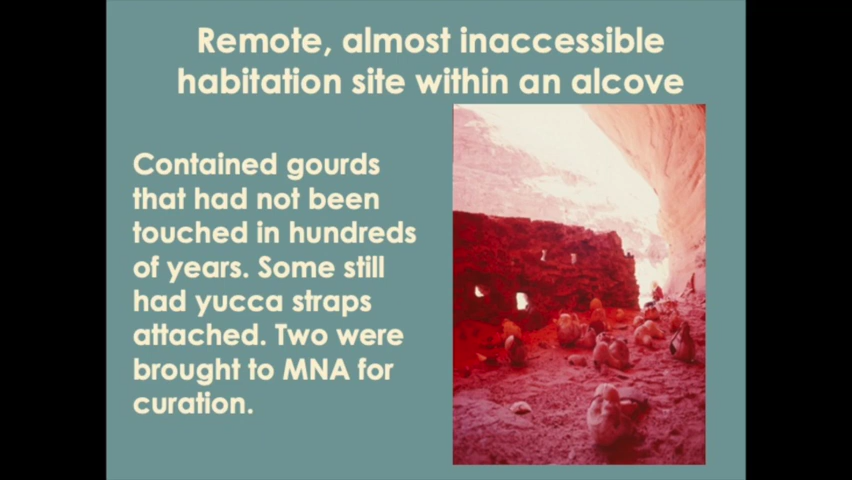 Remote, almost inaccessible
habitation site within an alcove
Contained gourds
that had not been
touched in hundreds
of years. Some still
had yucca straps
attached. Two were
brought to MNA for
curation.